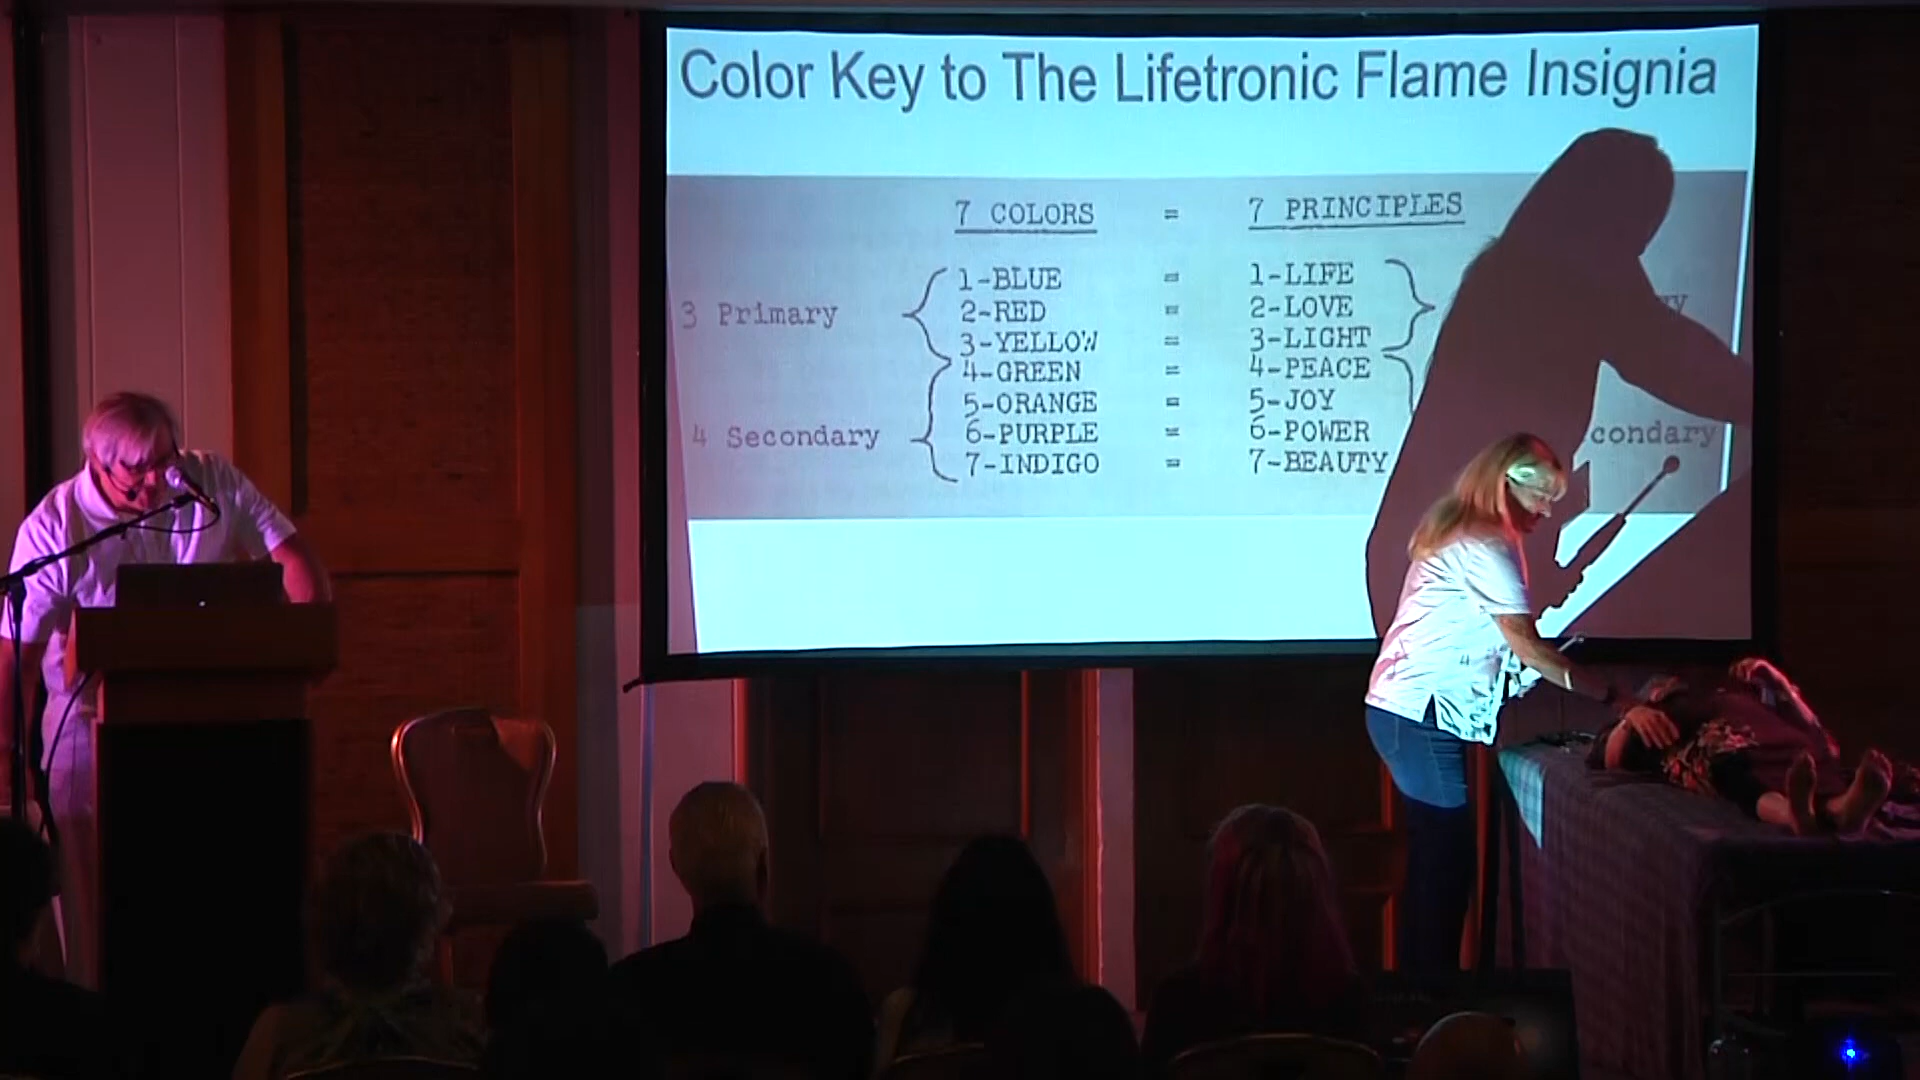 Color Key to The Lifetronic Flame Insignia
7 COLORS = 7 PRINCIPLES
1-BLUE = 1-LIFE
3 Primary 2-RED = 2-LOVE
3-YELLOW = 3-LIGHT
4-GREEN = 4-PEACE
5-ORANGE = 5-JOY
4 Secondary 6-PURPLE = 6-POWER condary
7-INDIGO = 7-BEAUTY